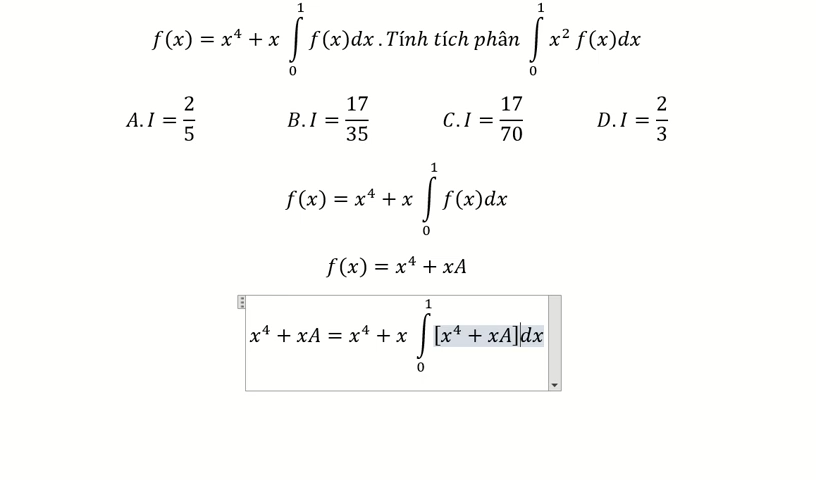 f(x) = x⁴ + x ∫₀¹ f(x)dx . Tính tích phân ∫₀¹ x² f(x)dx
A. I = 2/5 B. I = 17/35 C. I = 17/70 D. I = 2/3
f(x) = x⁴ + x ∫₀¹ f(x)dx
f(x) = x⁴ + xA
x⁴ + xA = x⁴ + x ∫₀¹ [x⁴ + xA]dx